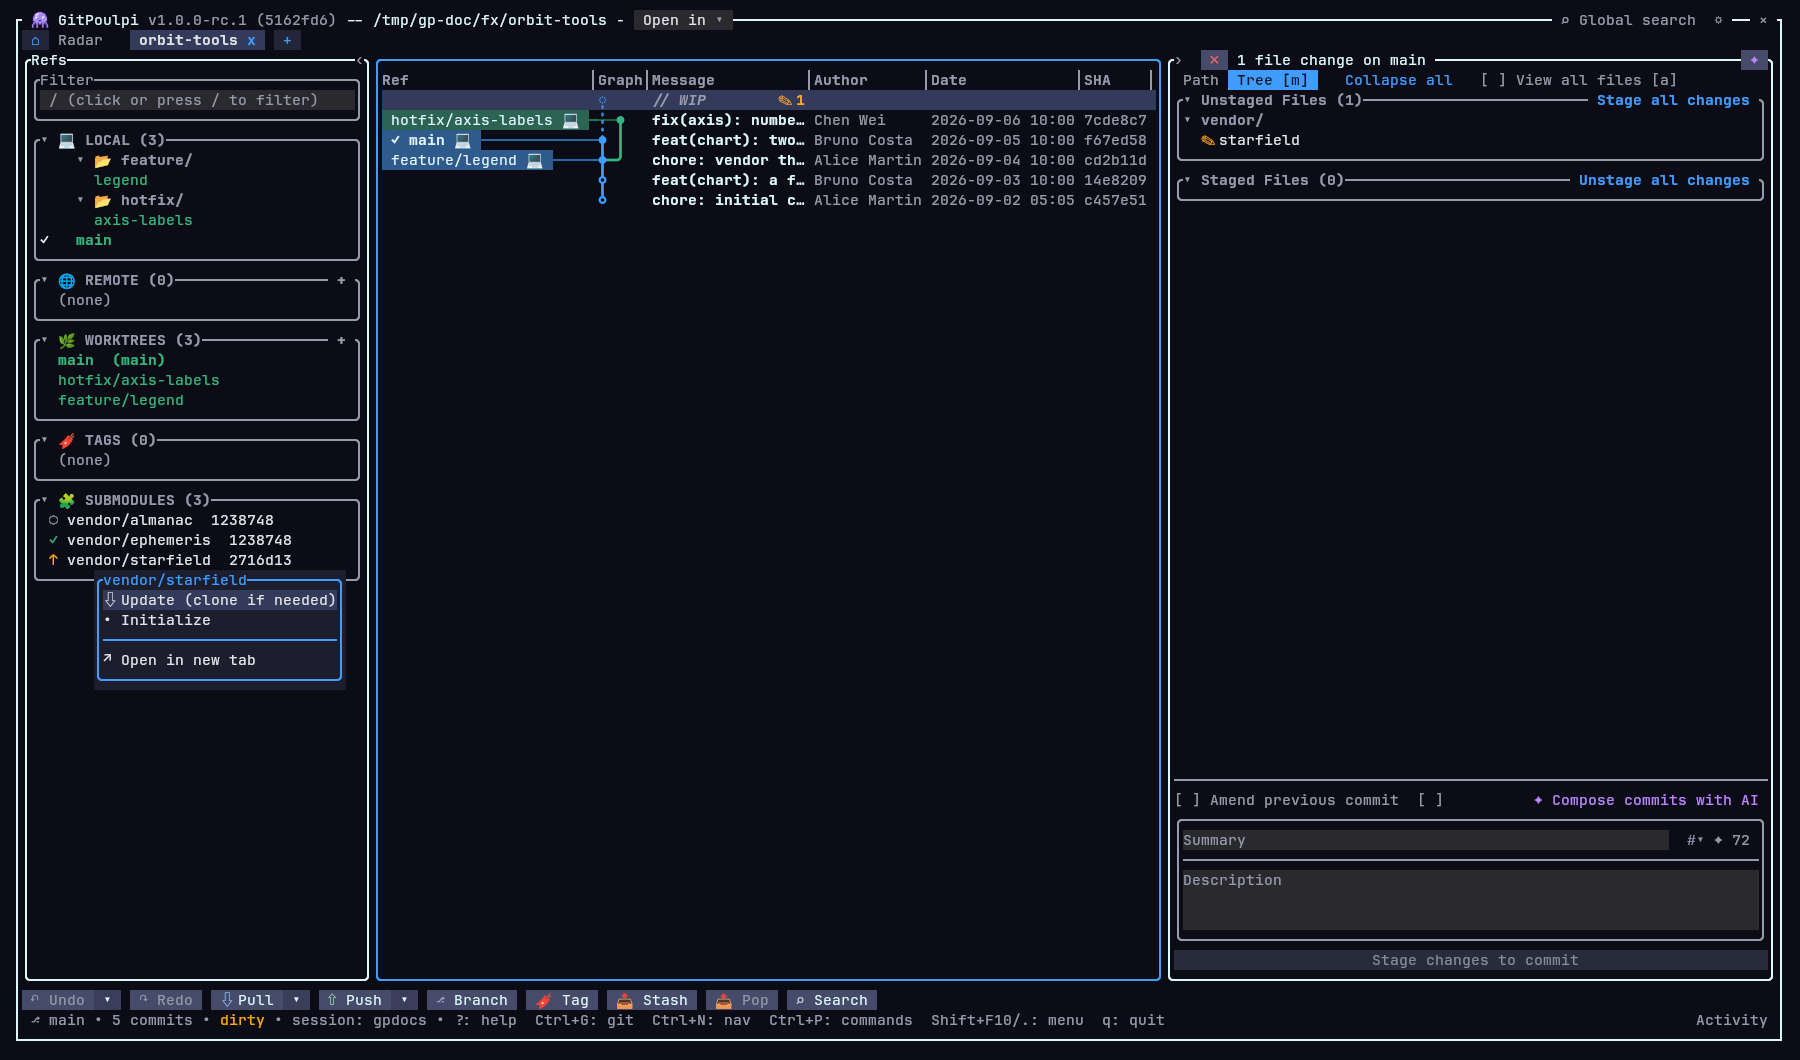 GitPoulpi v1.0.0-rc.1 (5162fd6) —— /tmp/gp-doc/fx/orbit-tools - Open in ▾ ⌕ Global search ⚙ ×
⌂ Radar orbit-tools x +
Refs ‹
Filter
/ (click or press / to filter)
▾ LOCAL (3)
▾ feature/
legend
▾ hotfix/
axis-labels
✓ main
▾ REMOTE (0) +
(none)
▾ WORKTREES (3) +
main (main)
hotfix/axis-labels
feature/legend
▾ TAGS (0)
(none)
▾ SUBMODULES (3)
○ vendor/almanac 1238748
✓ vendor/ephemeris 1238748
↑ vendor/starfield 2716d13
vendor/starfield
⇩ Update (clone if needed)
• Initialize
↗ Open in new tab
Ref Graph Message Author Date SHA
// WIP ✎ 1
hotfix/axis-labels fix(axis): numbe… Chen Wei 2026-09-06 10:00 7cde8c7
✓ main feat(chart): two… Bruno Costa 2026-09-05 10:00 f67ed58
feature/legend chore: vendor th… Alice Martin 2026-09-04 10:00 cd2b11d
feat(chart): a f… Bruno Costa 2026-09-03 10:00 14e8209
chore: initial c… Alice Martin 2026-09-02 05:05 c457e51
› ✕ 1 file change on main ✦
Path Tree [m] Collapse all [ ] View all files [a]
▾ Unstaged Files (1) Stage all changes
▾ vendor/
✎ starfield
▾ Staged Files (0) Unstage all changes
[ ] Amend previous commit [ ] ✦ Compose commits with AI
Summary #▾ ✦ 72
Description
Stage changes to commit
↶ Undo ▾ ↷ Redo ⇩ Pull ▾ ⇧ Push ▾ ⎇ Branch Tag Stash Pop ⌕ Search
⎇ main • 5 commits • dirty • session: gpdocs • ?: help Ctrl+G: git Ctrl+N: nav Ctrl+P: commands Shift+F10/.: menu q: quit Activity